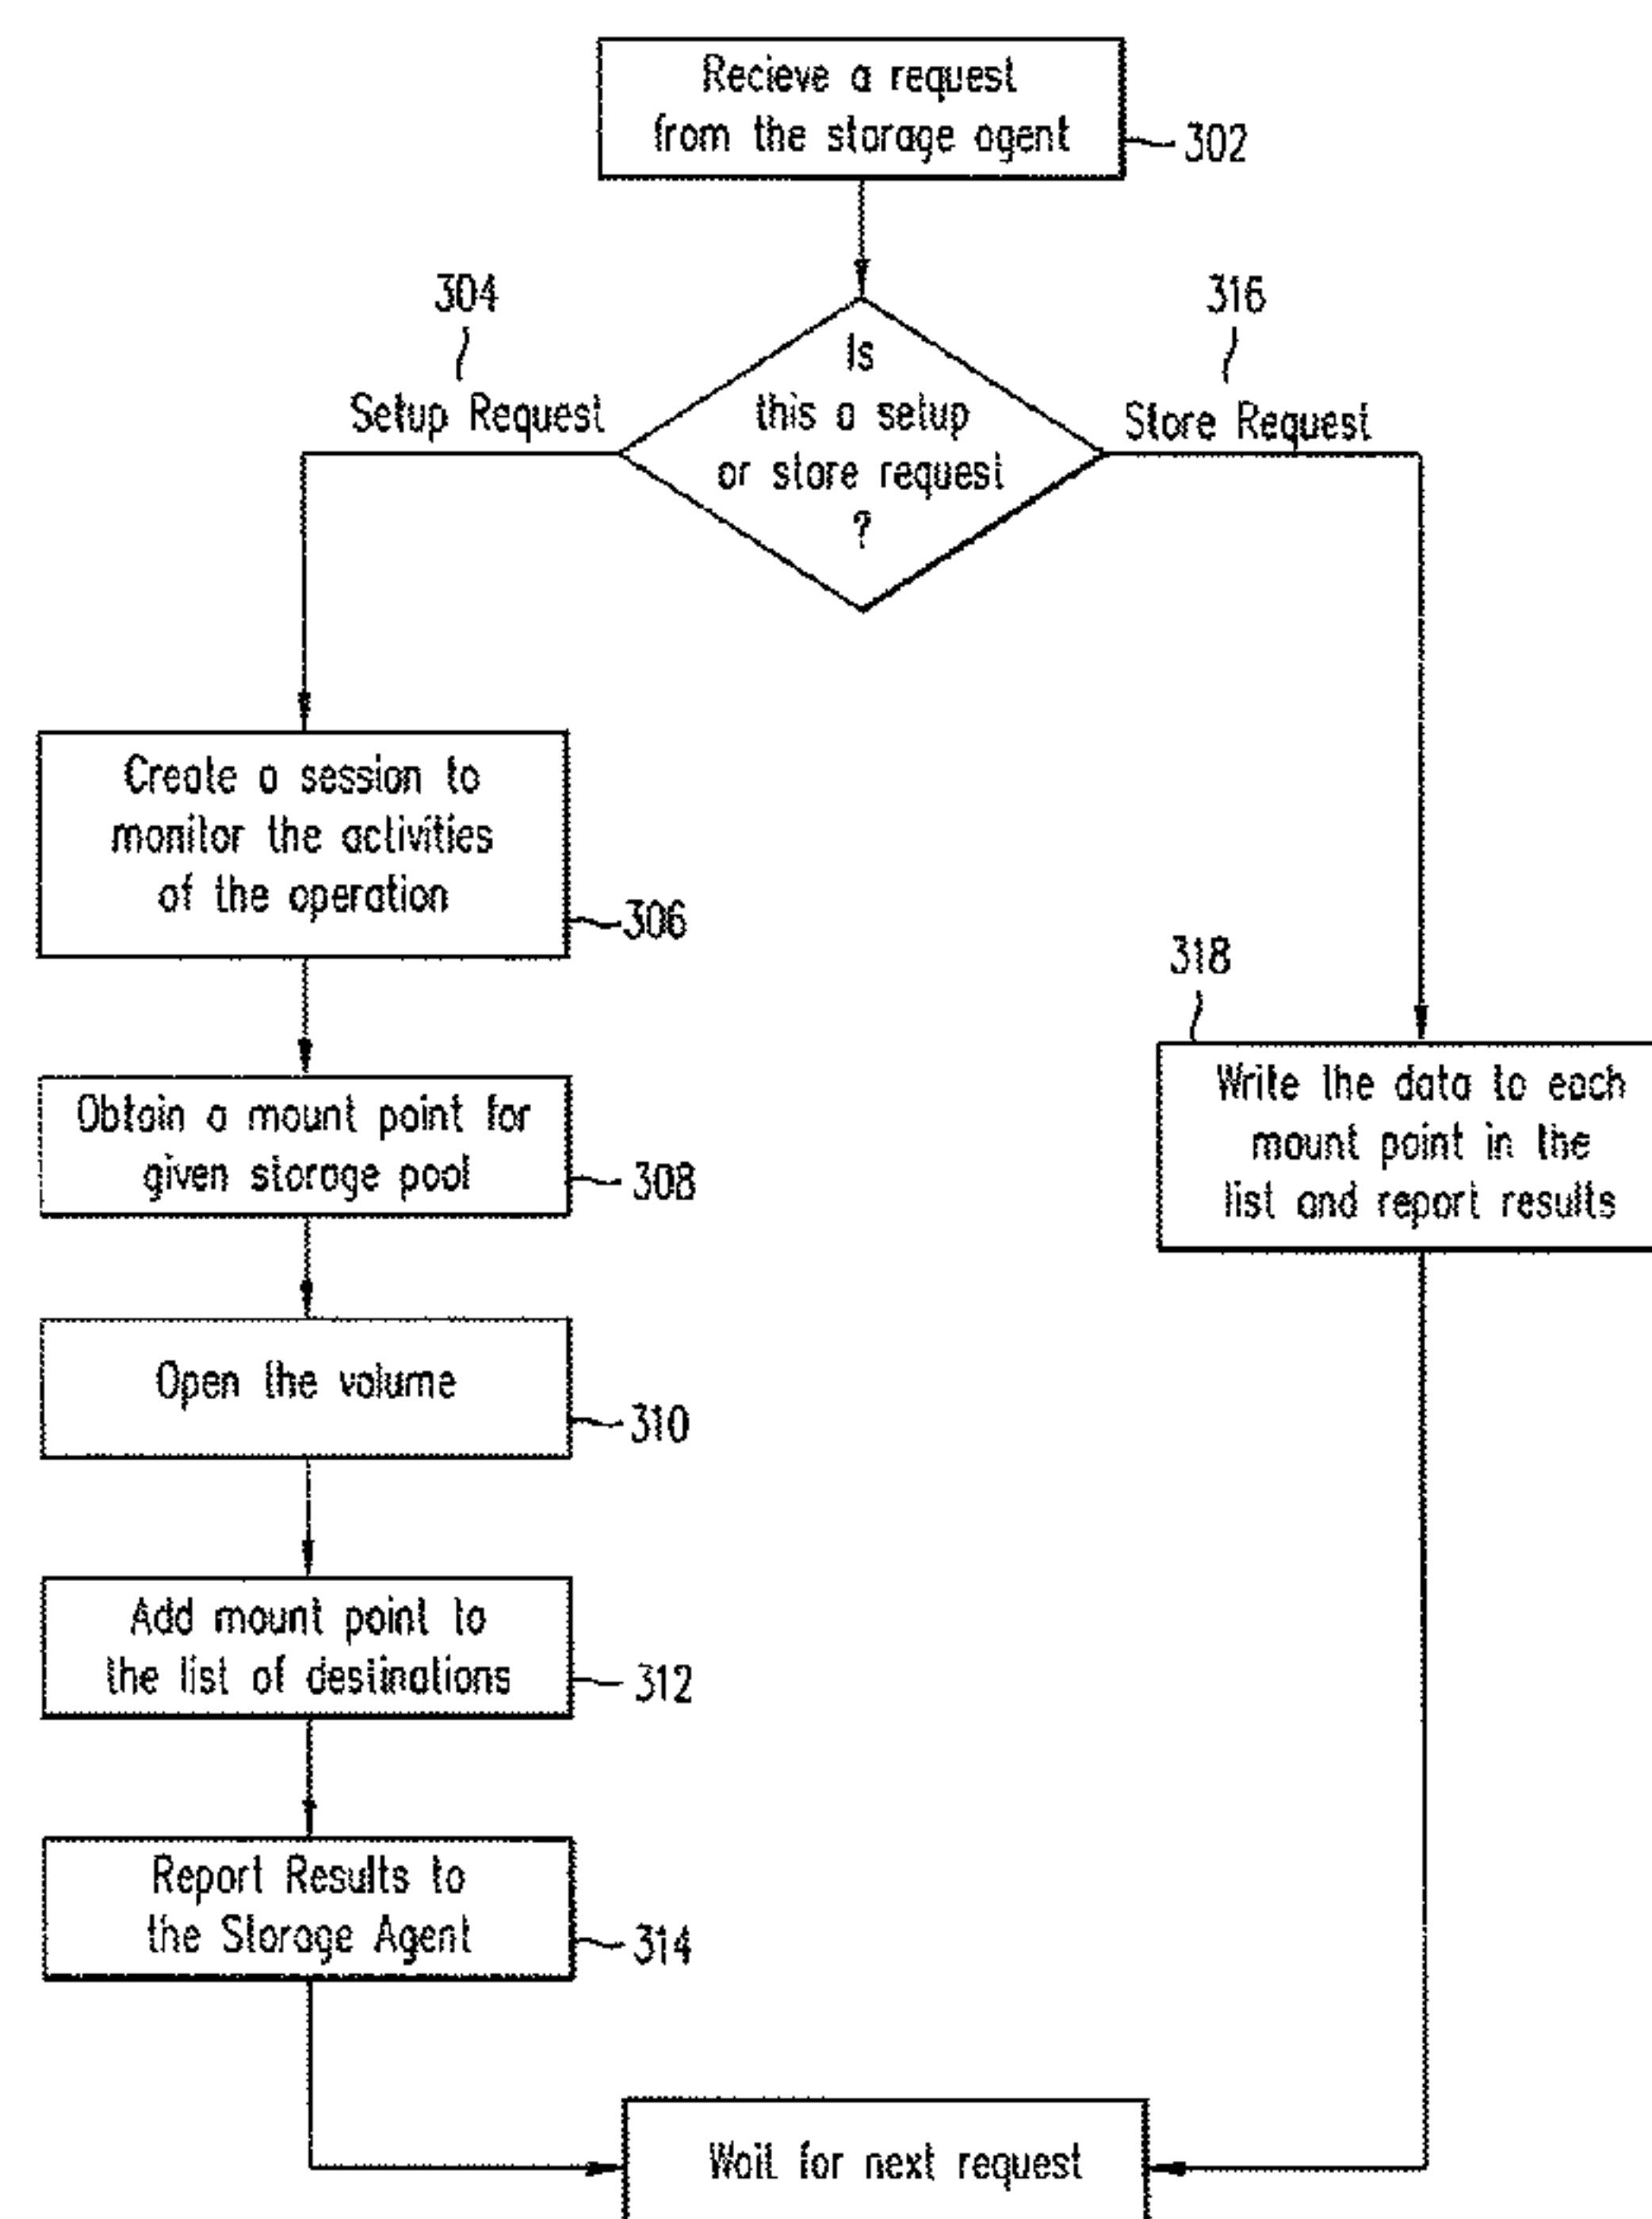 Recieve a request
from the storage agent
302
304
316
Is
this a setup
or store request
?
Setup Request
Store Request
Create a session to
monitor the activities
of the operation
306
Obtain a mount point for
given storage pool
308
318
Write the data to each
mount point in the
list and report results
Open the volume
310
Add mount point to
the list of destinations
312
Report Results to
the Storage Agent
314
Wait for next request